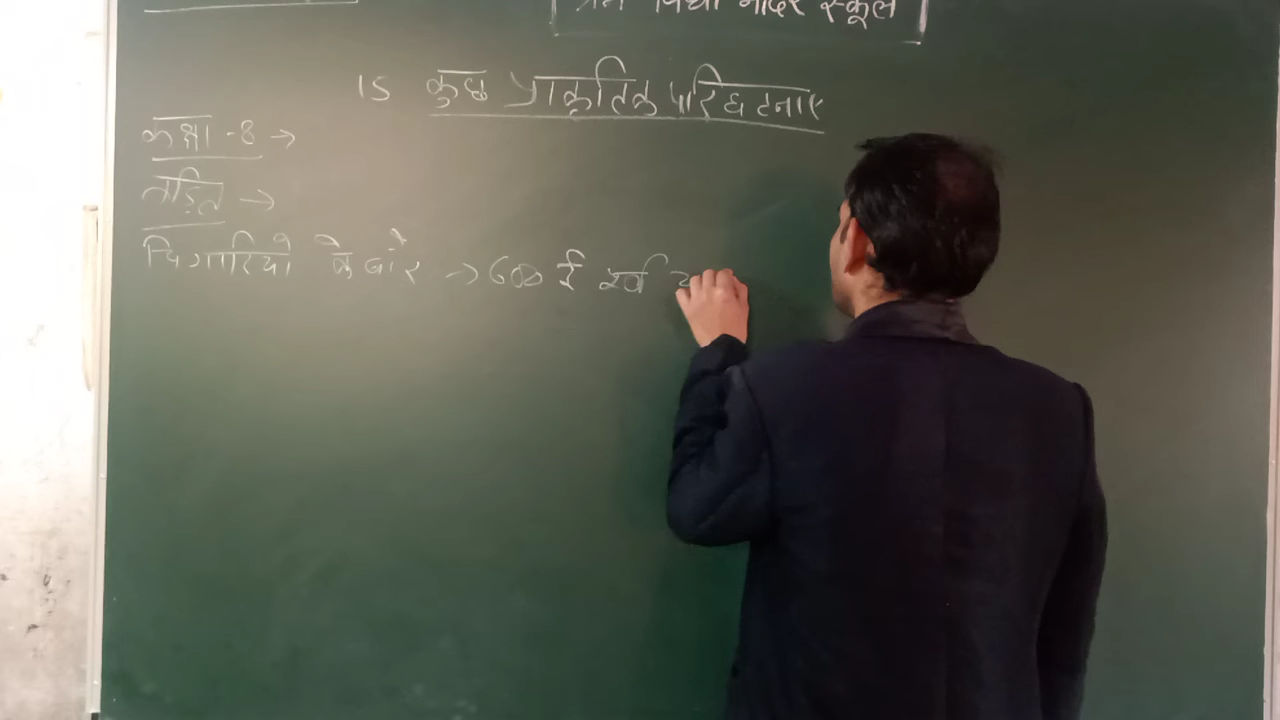 विद्या मंदिर स्कूल
15 कुछ प्राकृतिक परिघटनाएं
कक्षा -8 →
तड़ित →
चिंगारियो के बारे → 600 ई पूर्व